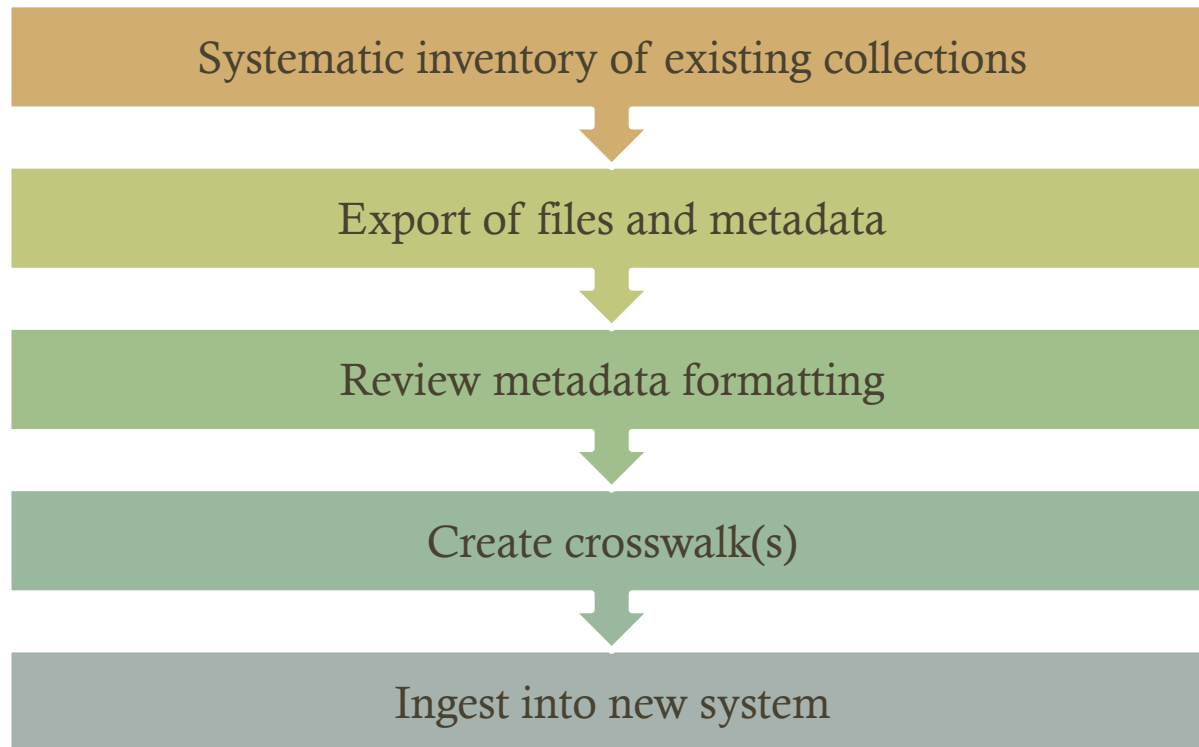 Systematic inventory of existing collections
Export of files and metadata
Review metadata formatting
Create crosswalk(s)
Ingest into new system